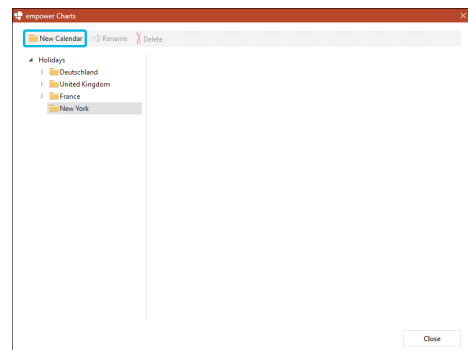 empower Charts
New Calendar Rename Delete
Holidays
Deutschland
United Kingdom
France
New York
Close